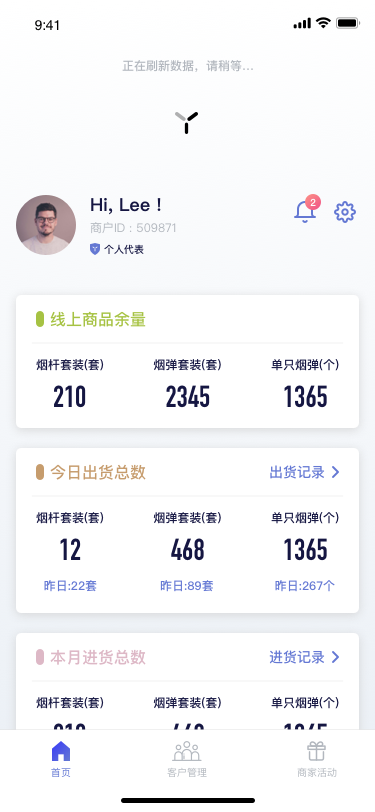 9:41
正在刷新数据，请稍等...
Hi, Lee !
2
商户ID : 509871
个人代表
线上商品余量
烟杆套装(套) 烟弹套装(套) 单只烟弹(个)
210 2345 1365
今日出货总数 出货记录
烟杆套装(套) 烟弹套装(套) 单只烟弹(个)
12 468 1365
昨日:22套 昨日:89套 昨日:267个
本月进货总数 进货记录
烟杆套装(套) 烟弹套装(套) 单只烟弹(个)
首页 客户管理 商家活动